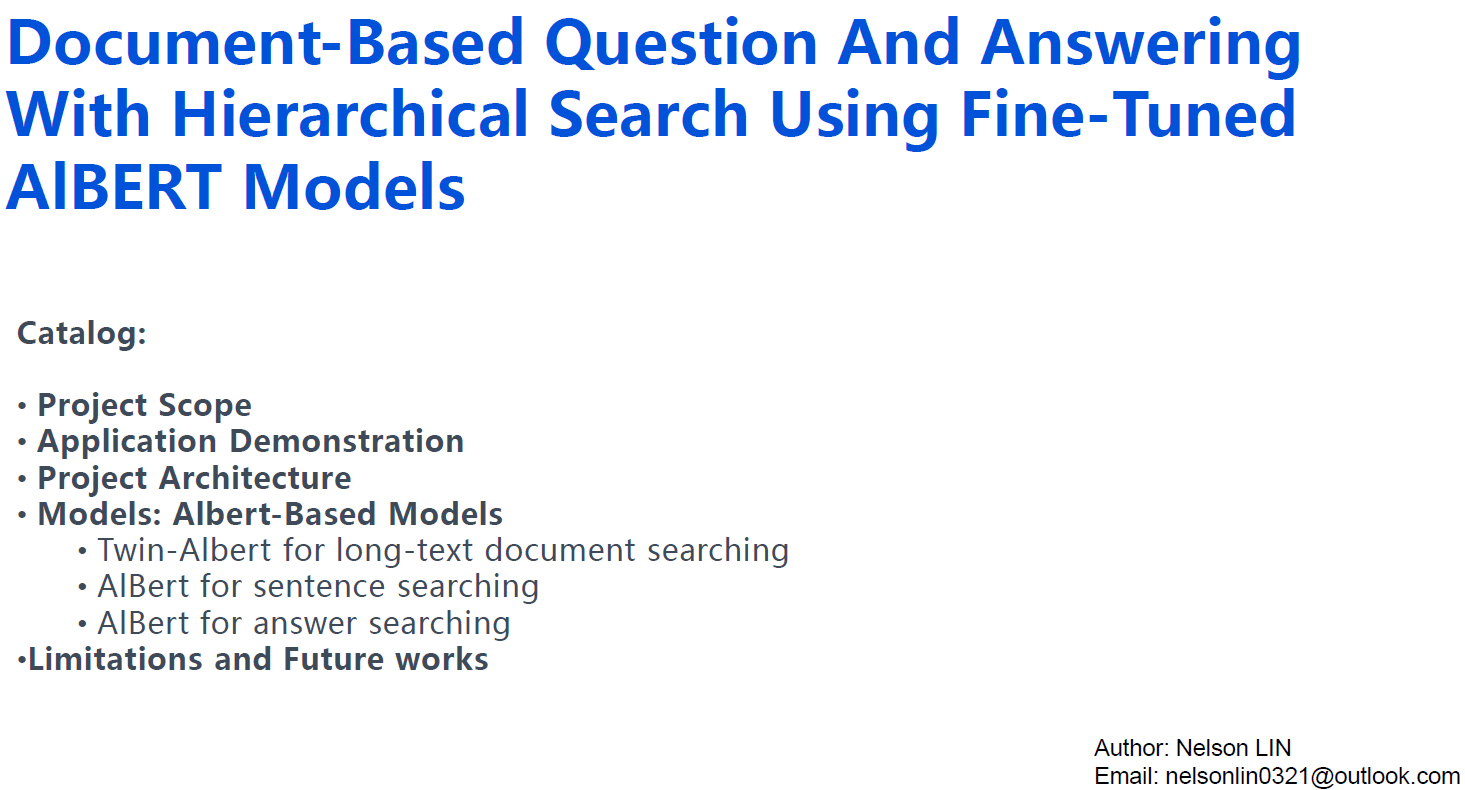 Document-Based Question And Answering
With Hierarchical Search Using Fine-Tuned
AlBERT Models
Catalog:
• Project Scope
• Application Demonstration
• Project Architecture
• Models: Albert-Based Models
• Twin-Albert for long-text document searching
• AlBert for sentence searching
• AlBert for answer searching
•Limitations and Future works
Author: Nelson LIN
Email: nelsonlin0321@outlook.com